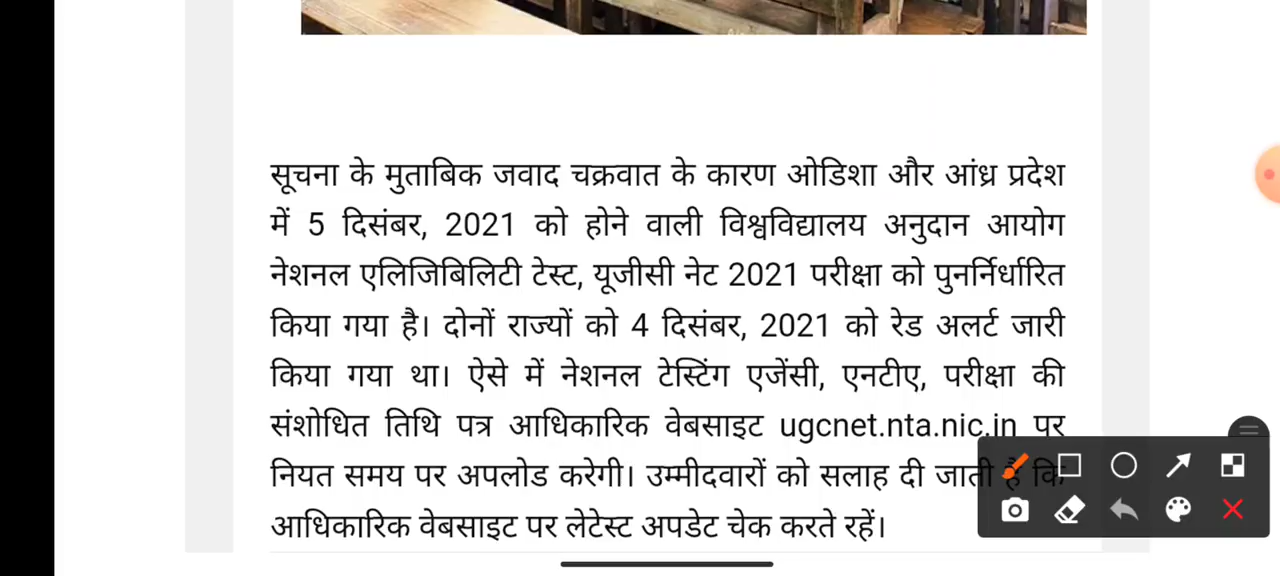 सूचना के मुताबिक जवाद चक्रवात के कारण ओडिशा और आंध्र प्रदेश
में 5 दिसंबर, 2021 को होने वाली विश्वविद्यालय अनुदान आयोग
नेशनल एलिजिबिलिटी टेस्ट, यूजीसी नेट 2021 परीक्षा को पुनर्निर्धारित
किया गया है। दोनों राज्यों को 4 दिसंबर, 2021 को रेड अलर्ट जारी
किया गया था। ऐसे में नेशनल टेस्टिंग एजेंसी, एनटीए, परीक्षा की
संशोधित तिथि पत्र आधिकारिक वेबसाइट ugcnet.nta.nic.in पर
नियत समय पर अपलोड करेगी। उम्मीदवारों को सलाह दी जाती है कि
आधिकारिक वेबसाइट पर लेटेस्ट अपडेट चेक करते रहें।